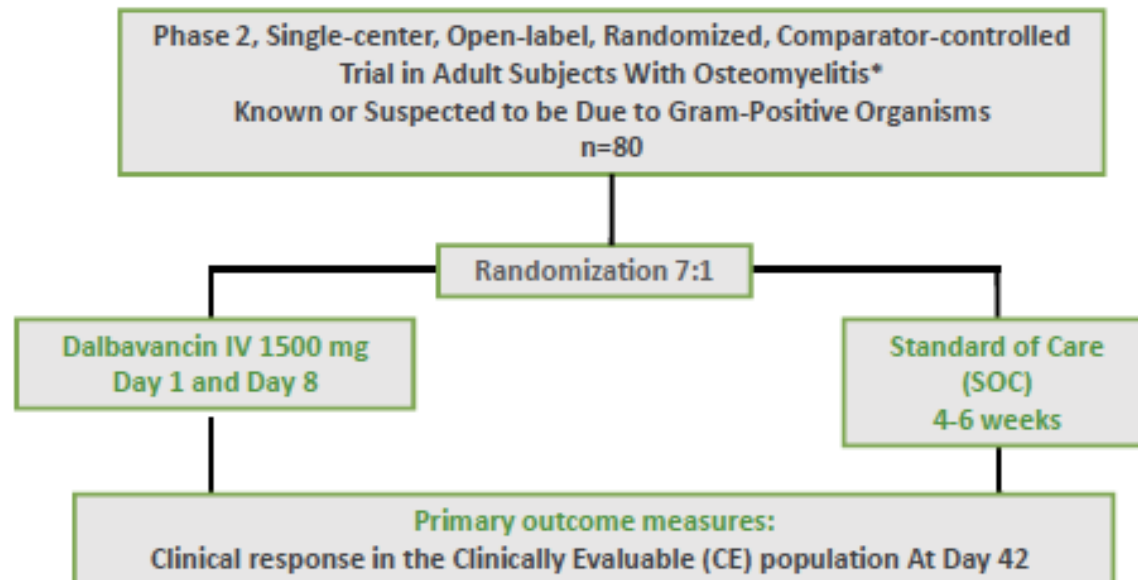 Phase 2, Single-center, Open-label, Randomized, Comparator-controlled
Trial in Adult Subjects With Osteomyelitis*
Known or Suspected to be Due to Gram-Positive Organisms
n=80
Randomization 7:1
Dalbavancin IV 1500 mg
Day 1 and Day 8
Standard of Care
(SOC)
4-6 weeks
Primary outcome measures:
Clinical response in the Clinically Evaluable (CE) population At Day 42